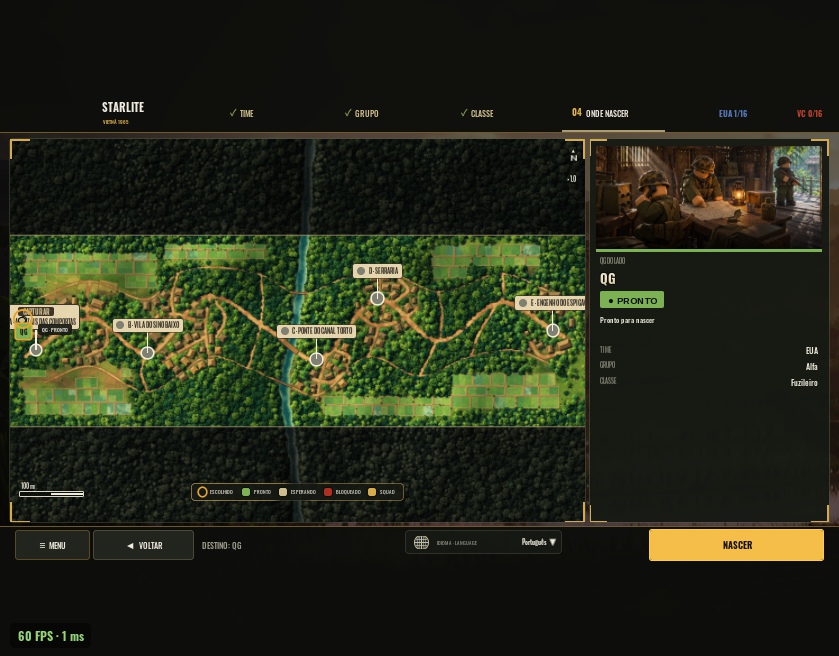 STARLITE
VIETNÃ 1965
✓ TIME
✓ GRUPO
✓ CLASSE
04 ONDE NASCER
EUA 1/16
VC 0/16
N
D · SERRARIA
CAPTURAR
E · ENGENHO DO ESPIGA
QG
QG · PRONTO
B · VILA DO SINO BAIXO
C · PONTE DO CANAL TORTO
100 m
ESCOLHIDO
PRONTO
ESPERANDO
BLOQUEADO
SQUAD
QG DO LADO
QG
● PRONTO
Pronto para nascer
TIME EUA
GRUPO Alfa
CLASSE Fuzileiro
≡ MENU
◄ VOLTAR
DESTINO: QG
IDIOMA · LANGUAGE
Português ▼
NASCER
60 FPS · 1 ms